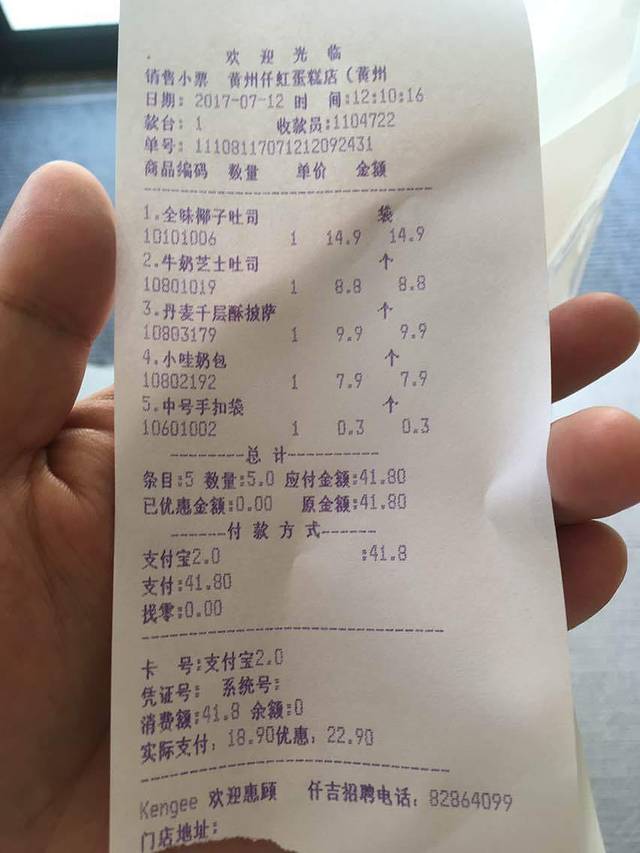 欢 迎 光 临
销售小票 黄州仟虹蛋糕店（黄州
日期: 2017-07-12 时 间:12:10:16
款台: 1 收款员:1104722
单号: 11108117071212092431
商品编码 数量 单价 金额
1.全味椰子吐司 袋
10101006 1 14.9 14.9
2.牛奶芝士吐司 个
10801019 1 8.8 8.8
3.丹麦千层酥披萨 个
10803179 1 9.9 9.9
4.小哇奶包 个
10802192 1 7.9 7.9
5.中号手扣袋 个
10601002 1 0.3 0.3
---------总 计-----------
条目:5 数量:5.0 应付金额:41.80
已优惠金额:0.00 原金额:41.80
-------付 款 方 式------
支付宝2.0 :41.8
支付:41.80
找零:0.00
卡 号:支付宝2.0
凭证号: 系统号:
消费额:41.8 余额:0
实际支付: 18.90优惠: 22.90
Kengee 欢迎惠顾 仟吉招聘电话: 82864099
门店地址: